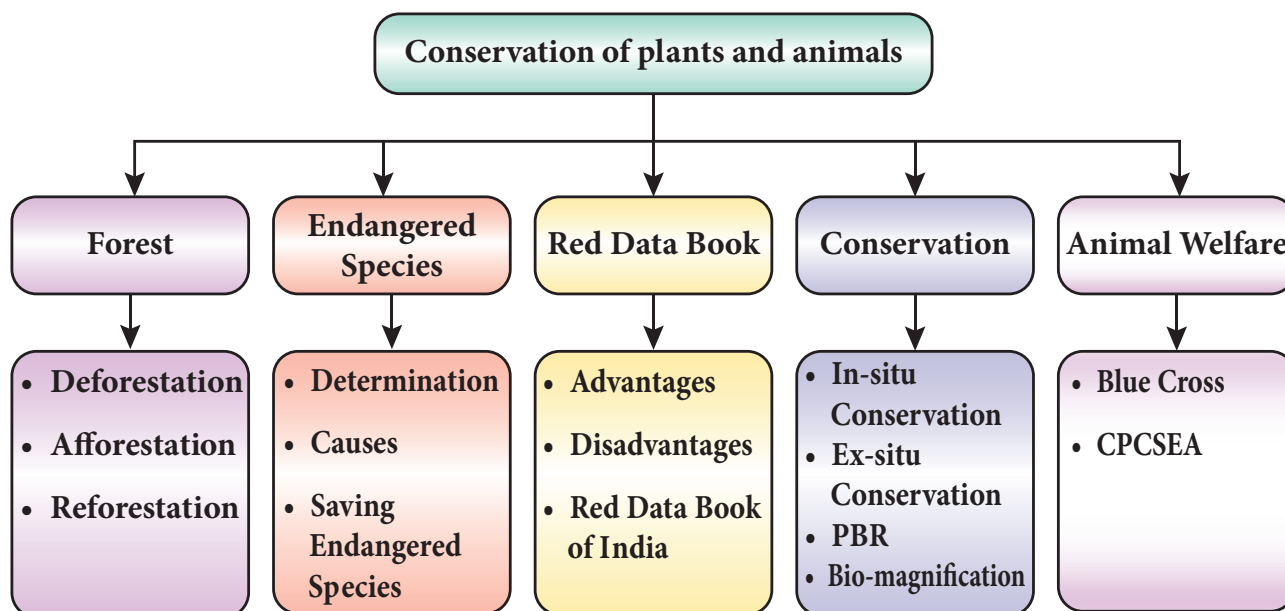 Conservation of plants and animals
Forest
Endangered
Species
Red Data Book
Conservation
Animal Welfare
• Deforestation
• Afforestation
• Reforestation
• Determination
• Causes
• Saving
Endangered
Species
• Advantages
• Disadvantages
• Red Data Book
of India
• In-situ
Conservation
• Ex-situ
Conservation
• PBR
• Bio-magnification
• Blue Cross
• CPCSEA